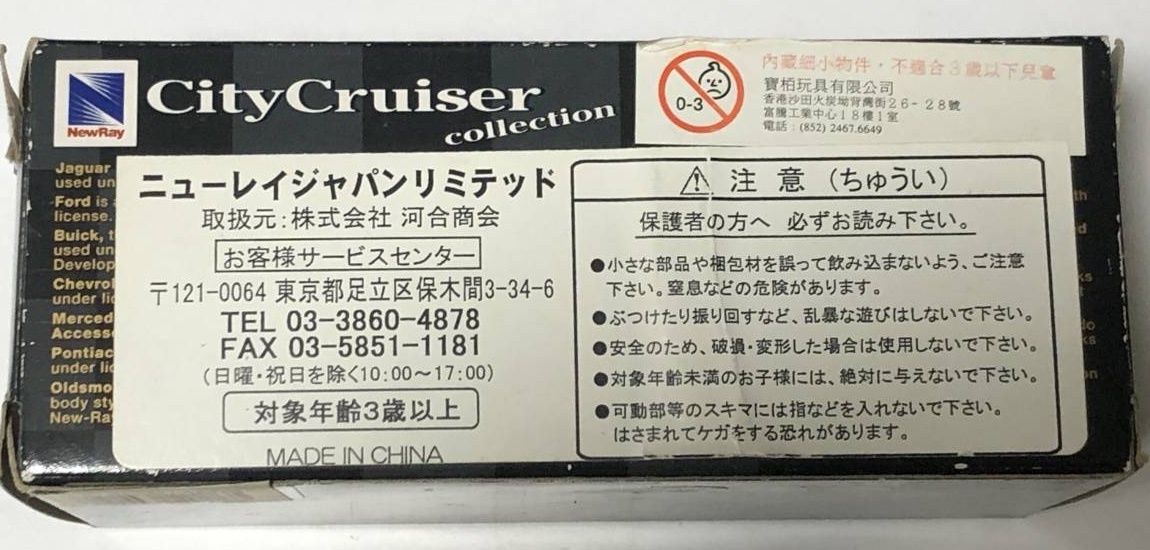 NewRay
CityCruiser
collection
0-3
內藏細小物件，不適合3歲以下兒童
寶栢玩具有限公司
香港沙田火炭坳背灣街26-28號
富騰工業中心18樓1室
電話：(852) 2467.6649
Jaguar
used un
Ford is
license.
Buick,
used un
Develop
Chevrol
under lic
Merced
Access
Pontiac
under lic
Oldsmo
body sty
New-Ra
ニューレイジャパンリミテッド
取扱元：株式会社 河合商会
お客様サービスセンター
〒121-0064 東京都足立区保木間3-34-6
TEL 03-3860-4878
FAX 03-5851-1181
（日曜・祝日を除く10：00～17：00）
対象年齢3歳以上
MADE IN CHINA
注 意 （ちゅうい）
保護者の方へ 必ずお読み下さい。
●小さな部品や梱包材を誤って飲み込まないよう、ご注意
下さい。窒息などの危険があります。
●ぶつけたり振り回すなど、乱暴な遊びはしないで下さい。
●安全のため、破損・変形した場合は使用しないで下さい。
●対象年齢未満のお子様には、絶対に与えないで下さい。
●可動部等のスキマには指などを入れないで下さい。
はさまれてケガをする恐れがあります。